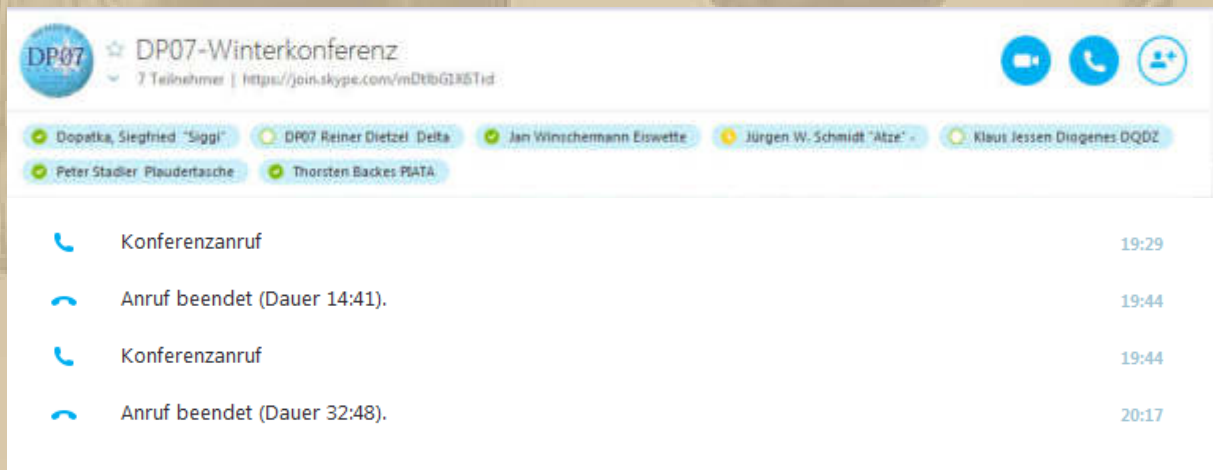 DP07
DP07-Winterkonferenz
7 Teilnehmer | https://join.skype.com/
Dopatka, Siegfried "Siggi" DP07 Reiner Dietzel Delta Jan Winschermann Eiswette Jürgen W. Schmidt "Atze" - Klaus Jessen Diogenes DQDZ
Peter Stadler Plaudertasche Thorsten Backes PIATA
Konferenzanruf 19:29
Anruf beendet (Dauer 14:41). 19:44
Konferenzanruf 19:44
Anruf beendet (Dauer 32:48). 20:17